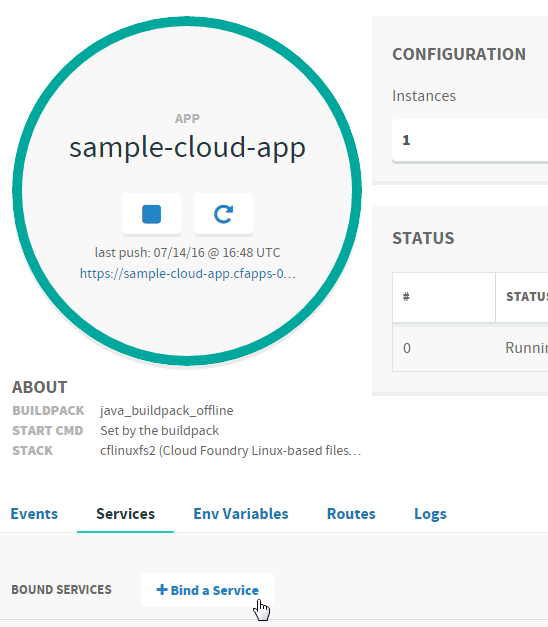 APP
sample-cloud-app
last push: 07/14/16 @ 16:48 UTC
https://sample-cloud-app.cfapps-0...
CONFIGURATION
Instances
1
STATUS
# STATUS
0 Runnin
ABOUT
BUILDPACK java_buildpack_offline
START CMD Set by the buildpack
STACK cflinuxfs2 (Cloud Foundry Linux-based files...
Events Services Env Variables Routes Logs
BOUND SERVICES + Bind a Service